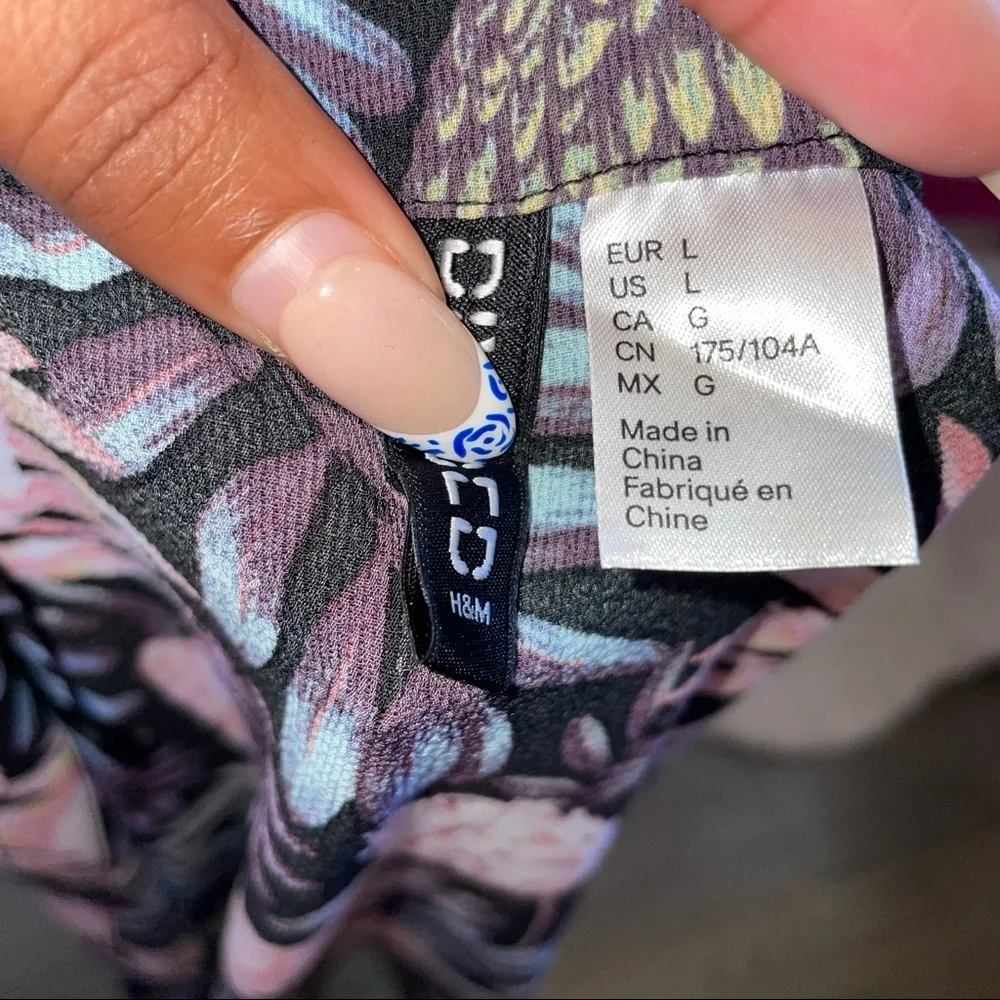 H&M
EUR L
US L
CA G
CN 175/104A
MX G
Made in
China
Fabriqué en
Chine